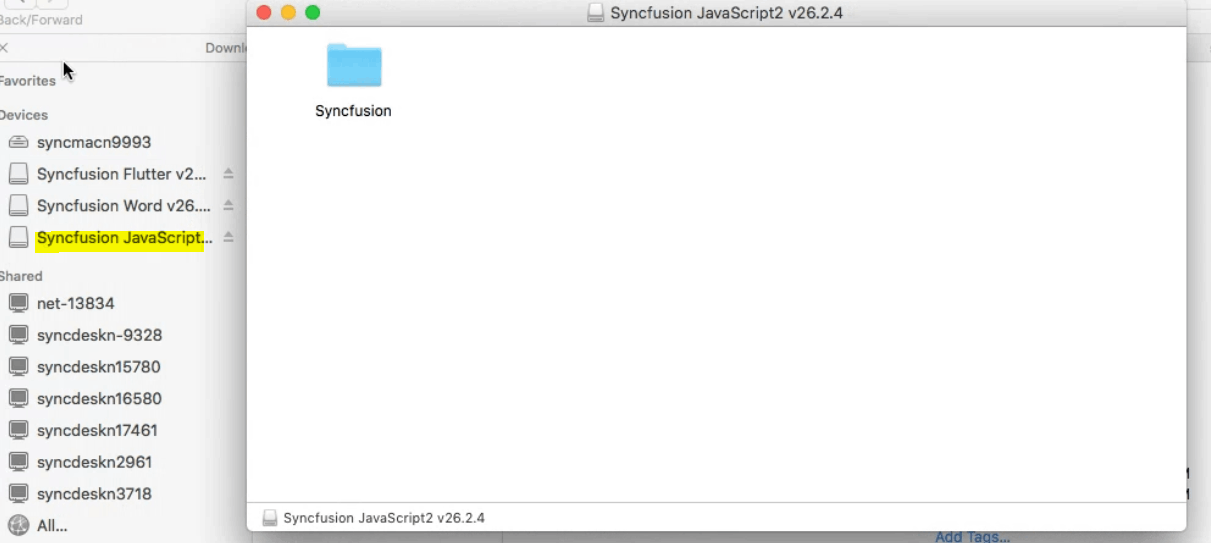 Back/Forward
Syncfusion JavaScript2 v26.2.4
Downl
Favorites
Syncfusion
Devices
syncmacn9993
Syncfusion Flutter v2...
Syncfusion Word v26....
Syncfusion JavaScript...
Shared
net-13834
syncdeskn-9328
syncdeskn15780
syncdeskn16580
syncdeskn17461
syncdeskn2961
syncdeskn3718
All...
Syncfusion JavaScript2 v26.2.4
Add Tags...